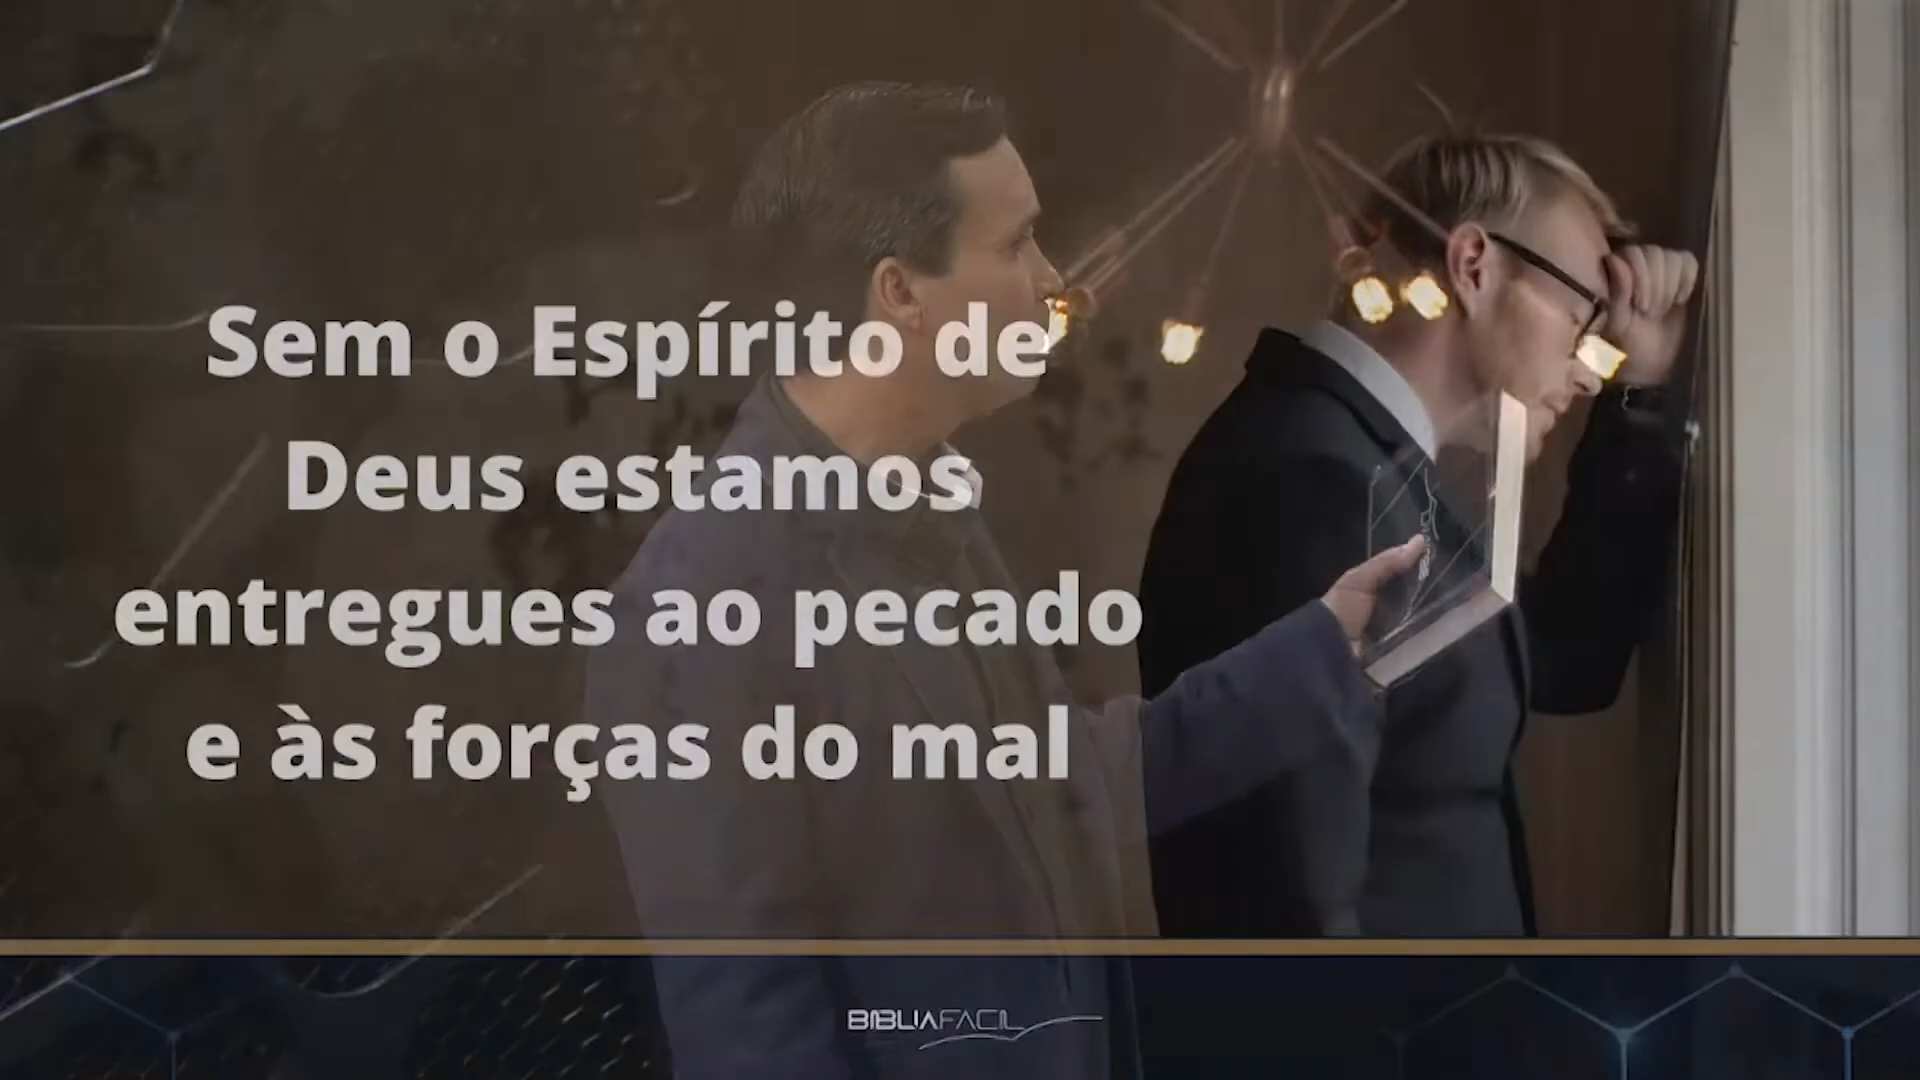 Sem o Espírito de
Deus estamos
entregues ao pecado
e às forças do mal
BIBLIAFACIL